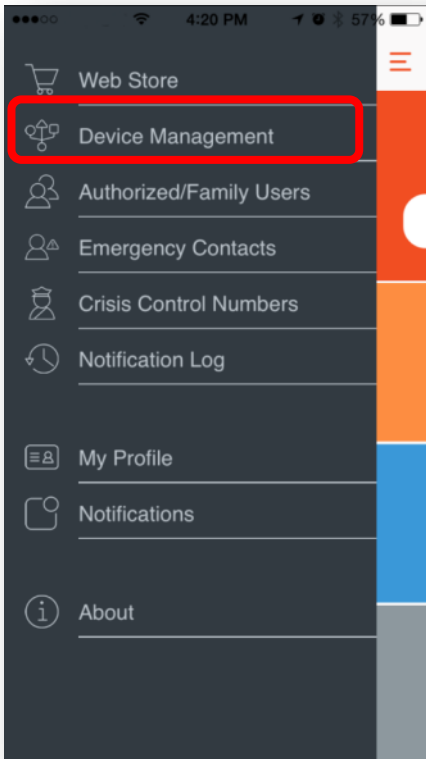 4:20 PM 57%
Web Store
Device Management
Authorized/Family Users
Emergency Contacts
Crisis Control Numbers
Notification Log
My Profile
Notifications
About